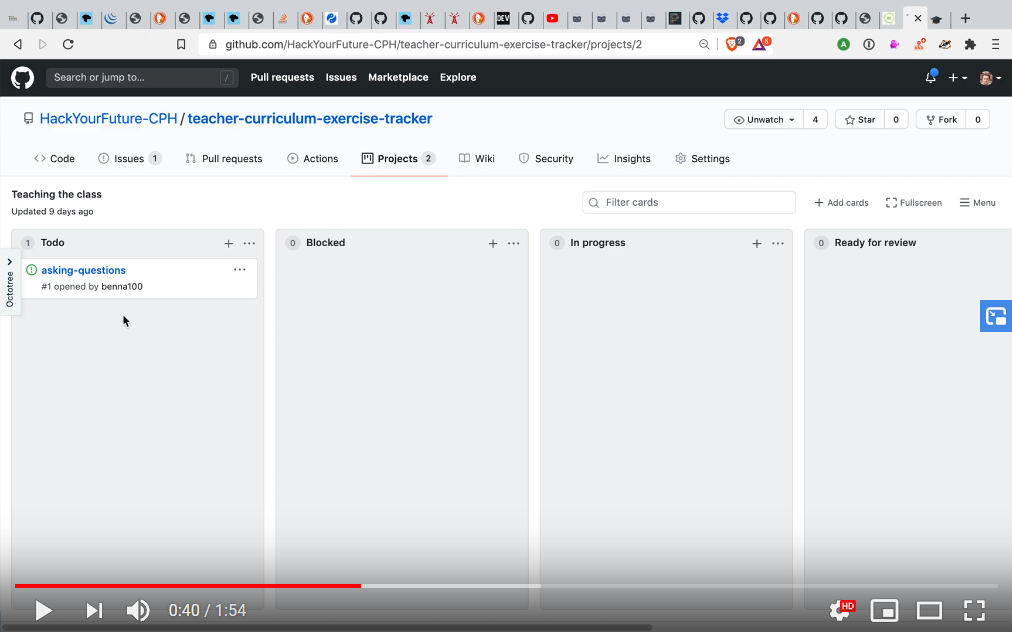 DEV
github.com/HackYourFuture-CPH/teacher-curriculum-exercise-tracker/projects/2
2
6
A
Search or jump to...
/
Pull requests
Issues
Marketplace
Explore
HackYourFuture-CPH / teacher-curriculum-exercise-tracker
Unwatch
4
Star
0
Fork
0
Code
Issues 1
Pull requests
Actions
Projects 2
Wiki
Security
Insights
Settings
Teaching the class
Updated 9 days ago
Filter cards
Add cards
Fullscreen
Menu
1 Todo
0 Blocked
0 In progress
0 Ready for review
asking-questions
#1 opened by benna100
Octotree
0:40 / 1:54
HD